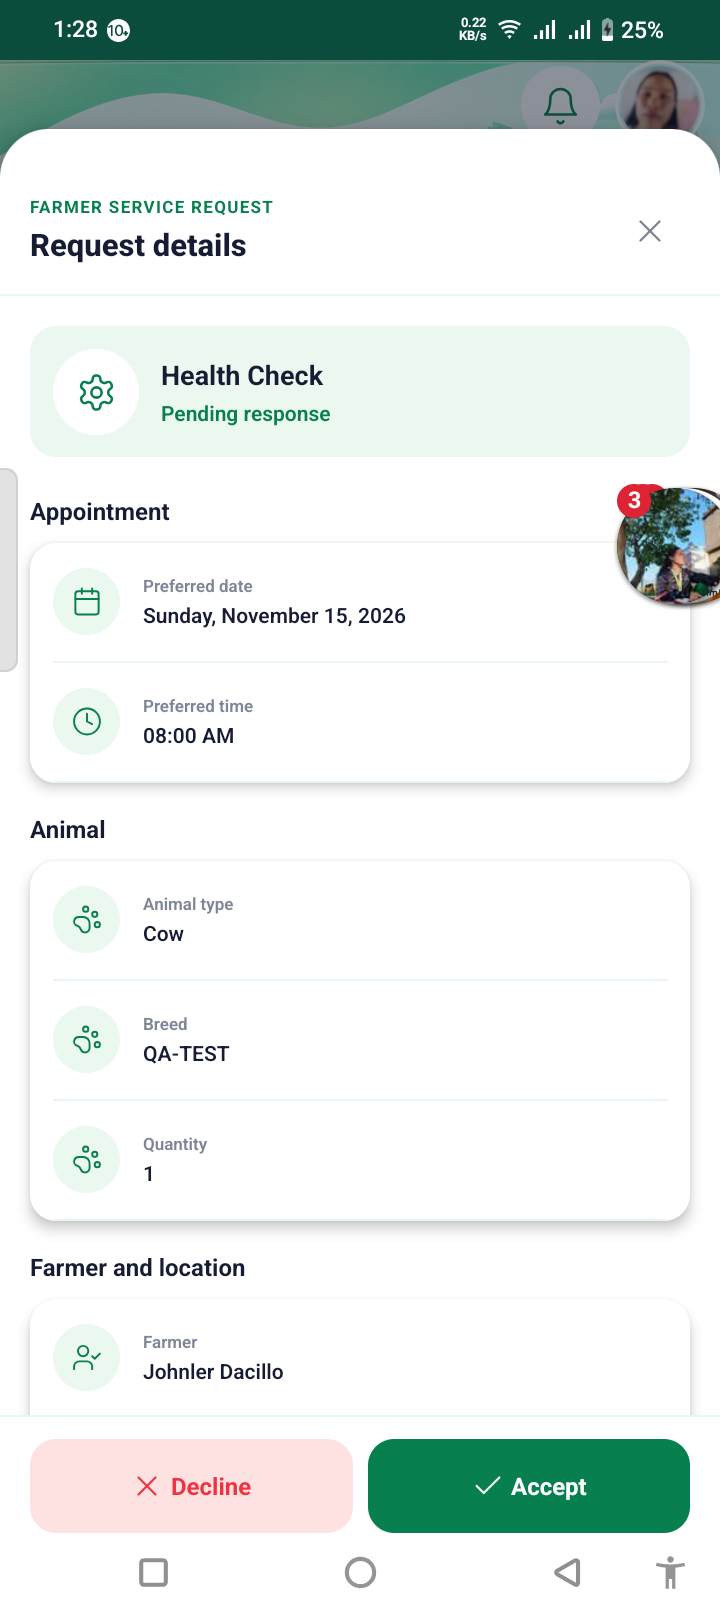 1:28
10
0.22
KB/s
25%
FARMER SERVICE REQUEST
Request details
Health Check
Pending response
Appointment
3
Preferred date
Sunday, November 15, 2026
Preferred time
08:00 AM
Animal
Animal type
Cow
Breed
QA-TEST
Quantity
1
Farmer and location
Farmer
Johnler Dacillo
Decline
Accept